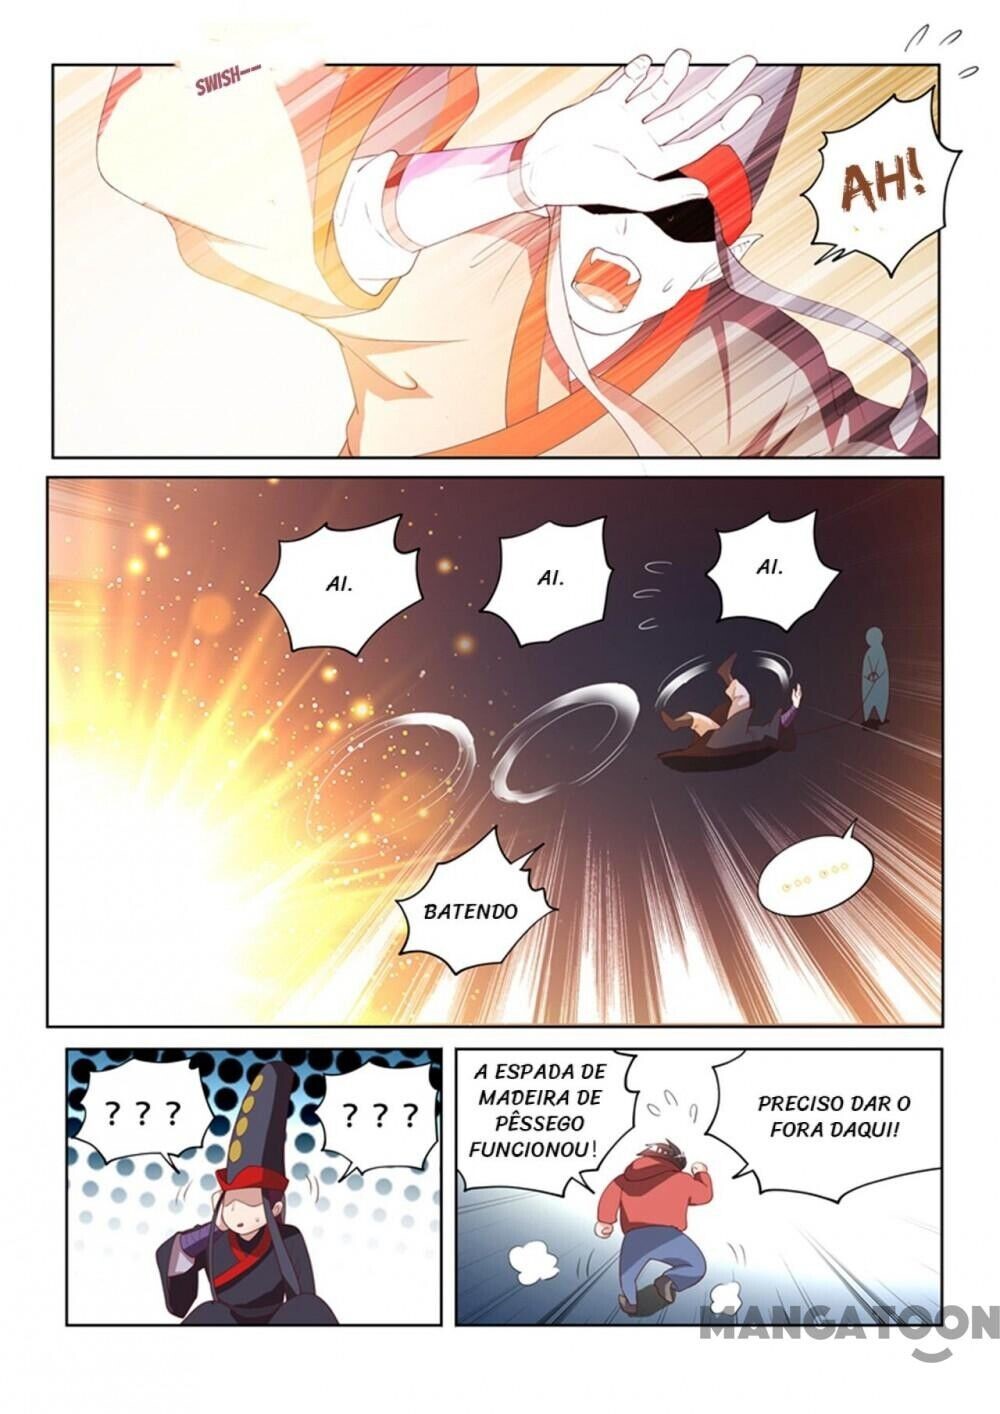 SWISH---
AH!
AI.
AI.
AI.
BATENDO
... ...
? ? ?
? ? ?
A ESPADA DE
MADEIRA DE
PÊSSEGO
FUNCIONOU!
PRECISO DAR O
FORA DAQUI!
MANGATOON